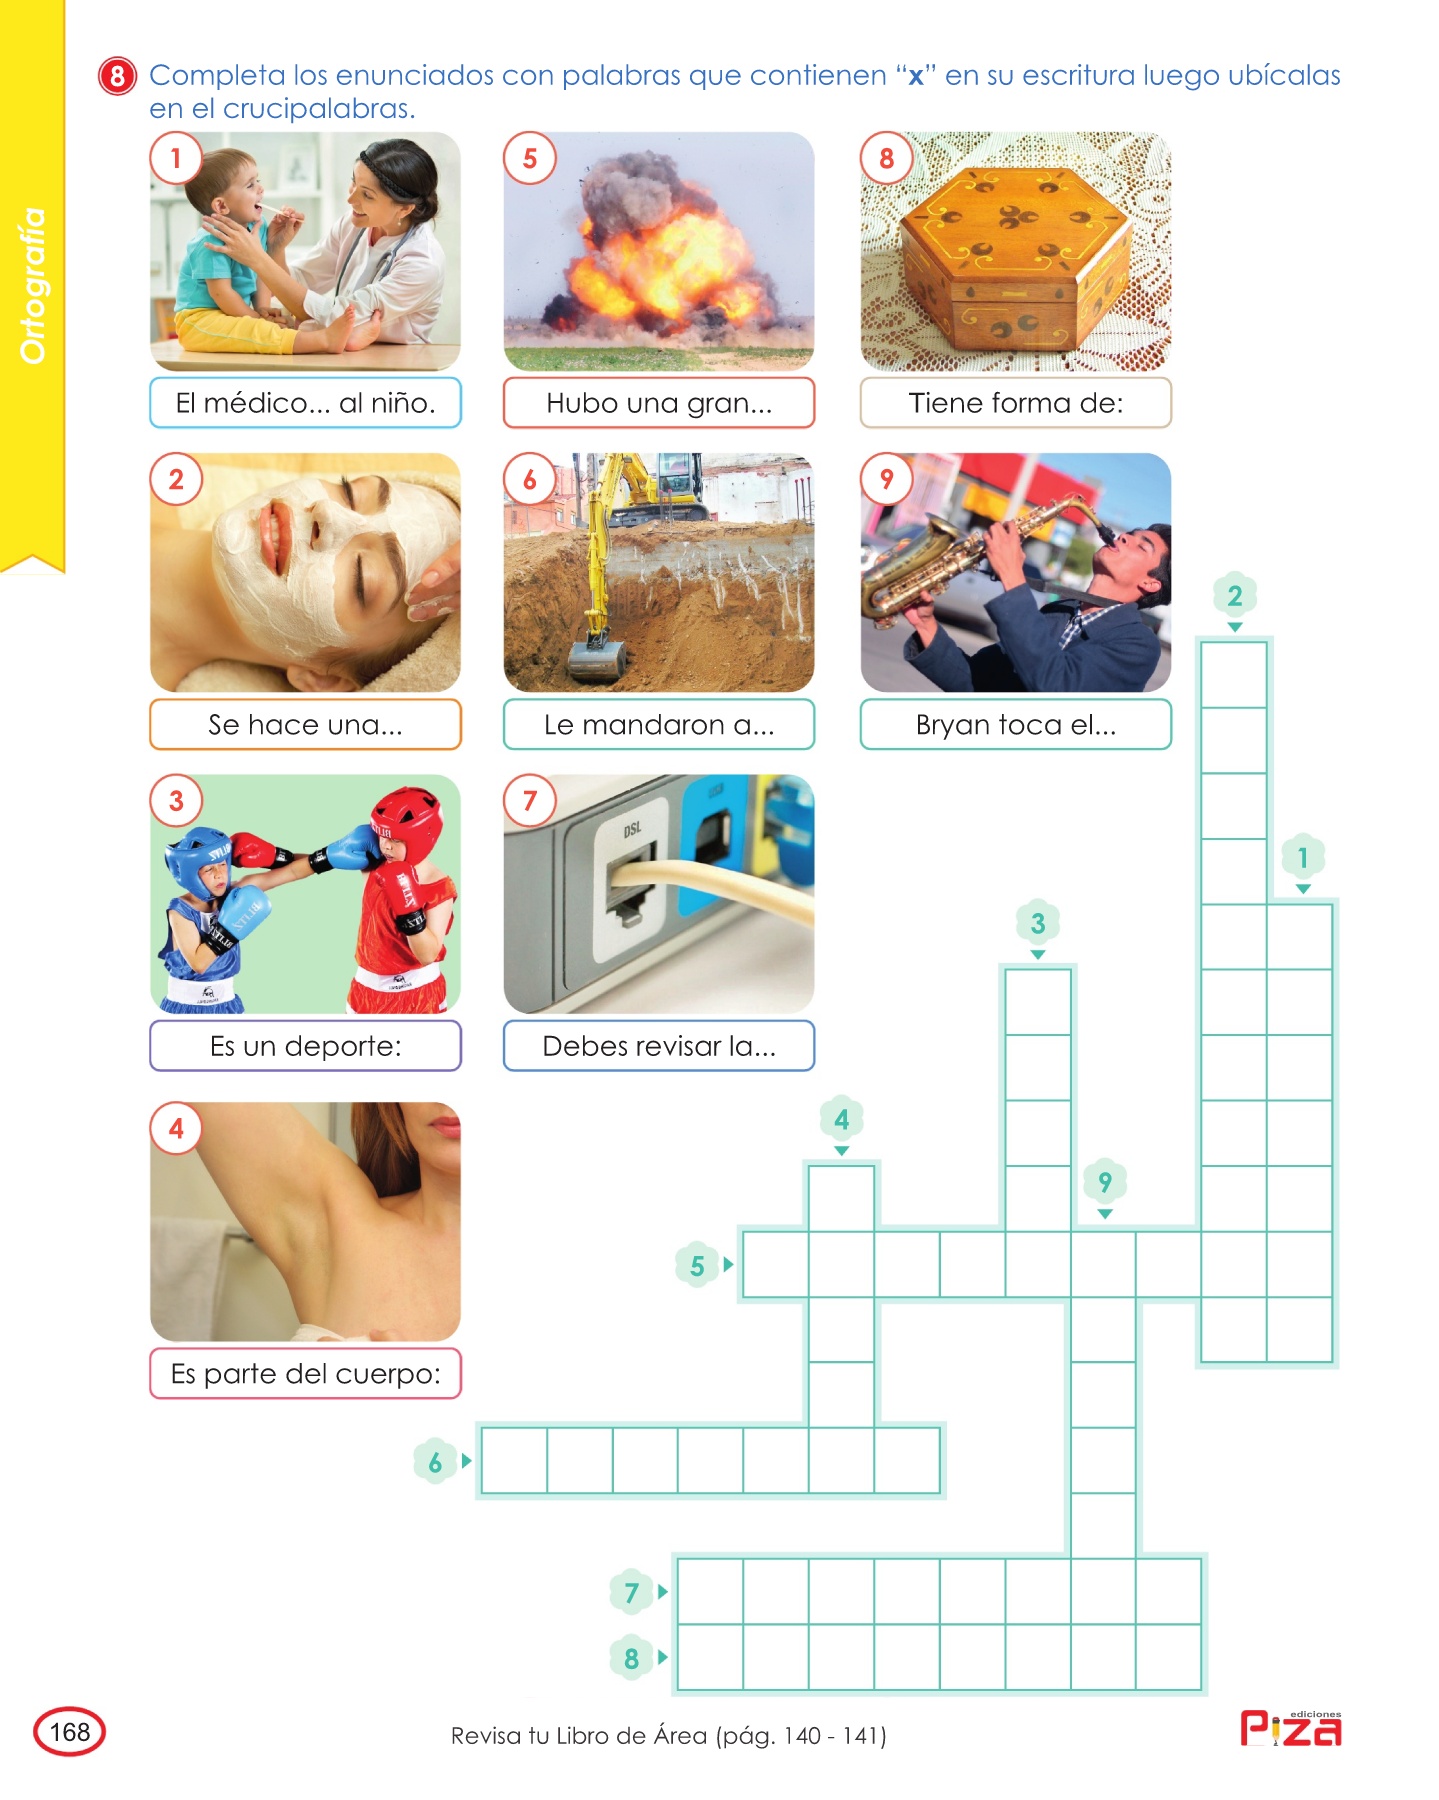 Ortografía
8 Completa los enunciados con palabras que contienen “x” en su escritura luego ubícalas
en el crucipalabras.
1
El médico... al niño.
5
Hubo una gran...
8
Tiene forma de:
2
Se hace una...
6
Le mandaron a...
9
Bryan toca el...
3
Es un deporte:
7
DSL
Debes revisar la...
4
Es parte del cuerpo:
2
1
3
4
9
5
6
7
8
168
Revisa tu Libro de Área (pág. 140 - 141)
ediciones
Piza